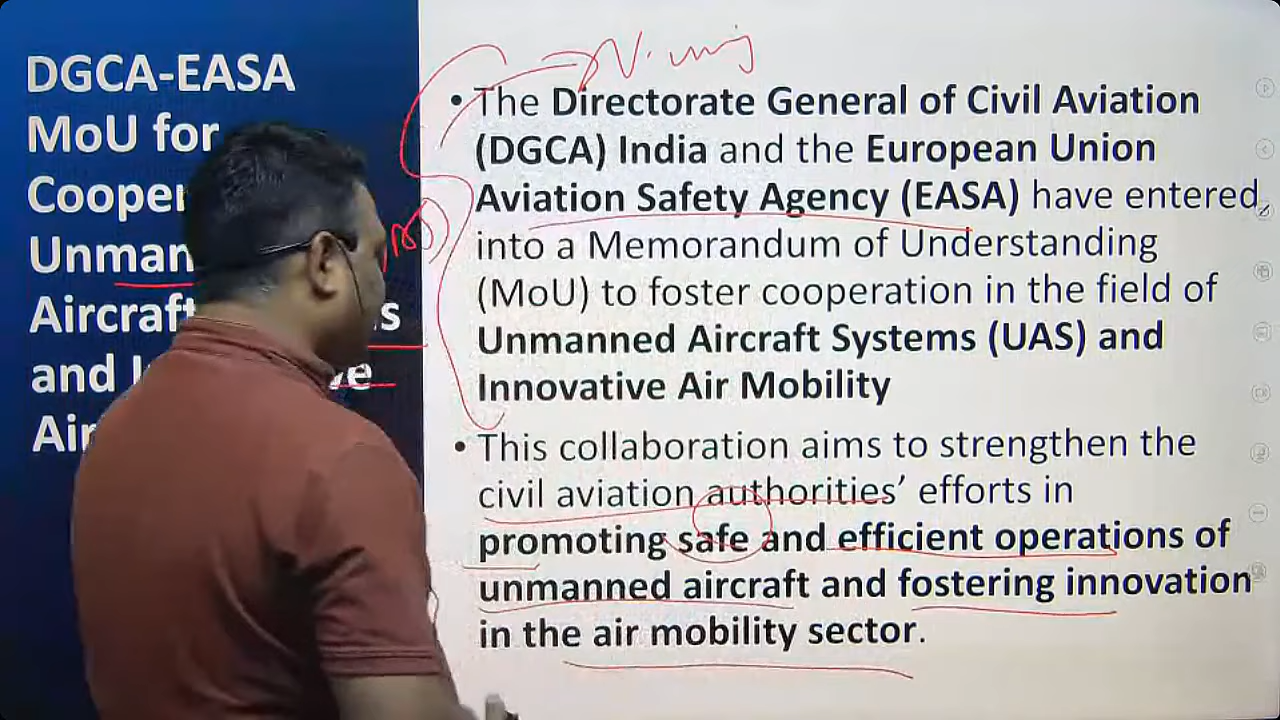 DGCA-EASA
MoU for
Cooper
Unman
Aircraft s
and I ve
Air
• The Directorate General of Civil Aviation
(DGCA) India and the European Union
Aviation Safety Agency (EASA) have entered
into a Memorandum of Understanding
(MoU) to foster cooperation in the field of
Unmanned Aircraft Systems (UAS) and
Innovative Air Mobility
• This collaboration aims to strengthen the
civil aviation authorities’ efforts in
promoting safe and efficient operations of
unmanned aircraft and fostering innovation
in the air mobility sector.